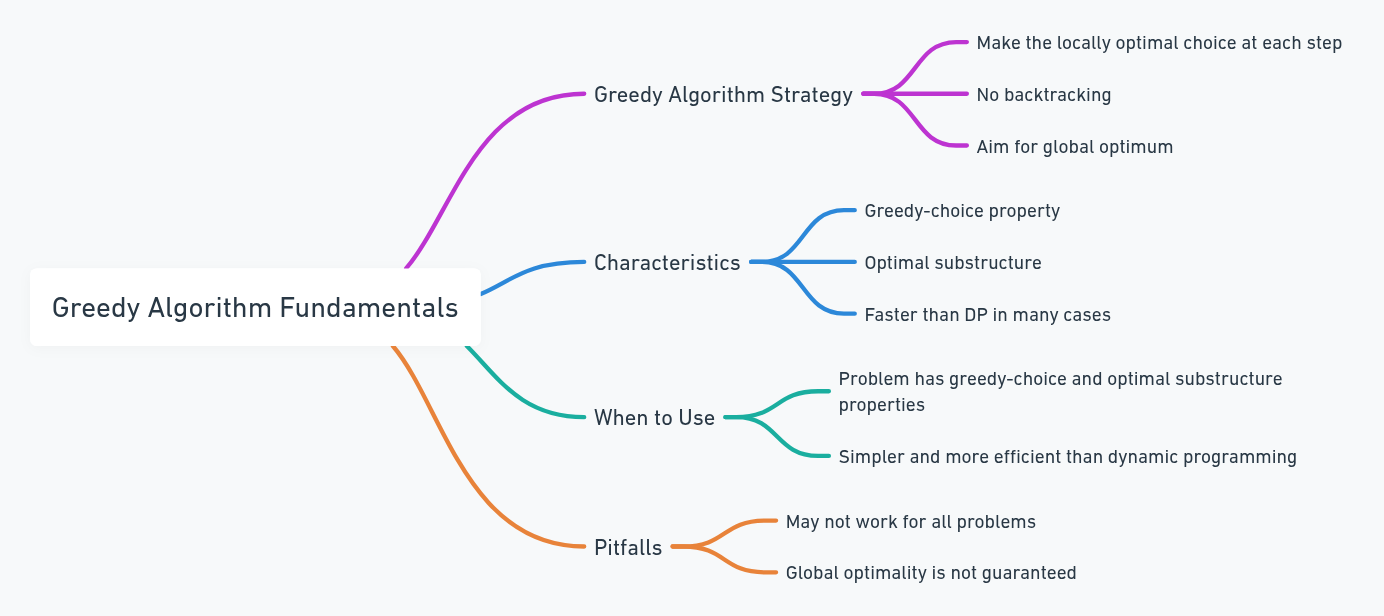 Greedy Algorithm Fundamentals
Greedy Algorithm Strategy
Make the locally optimal choice at each step
No backtracking
Aim for global optimum
Characteristics
Greedy-choice property
Optimal substructure
Faster than DP in many cases
When to Use
Problem has greedy-choice and optimal substructure
properties
Simpler and more efficient than dynamic programming
Pitfalls
May not work for all problems
Global optimality is not guaranteed